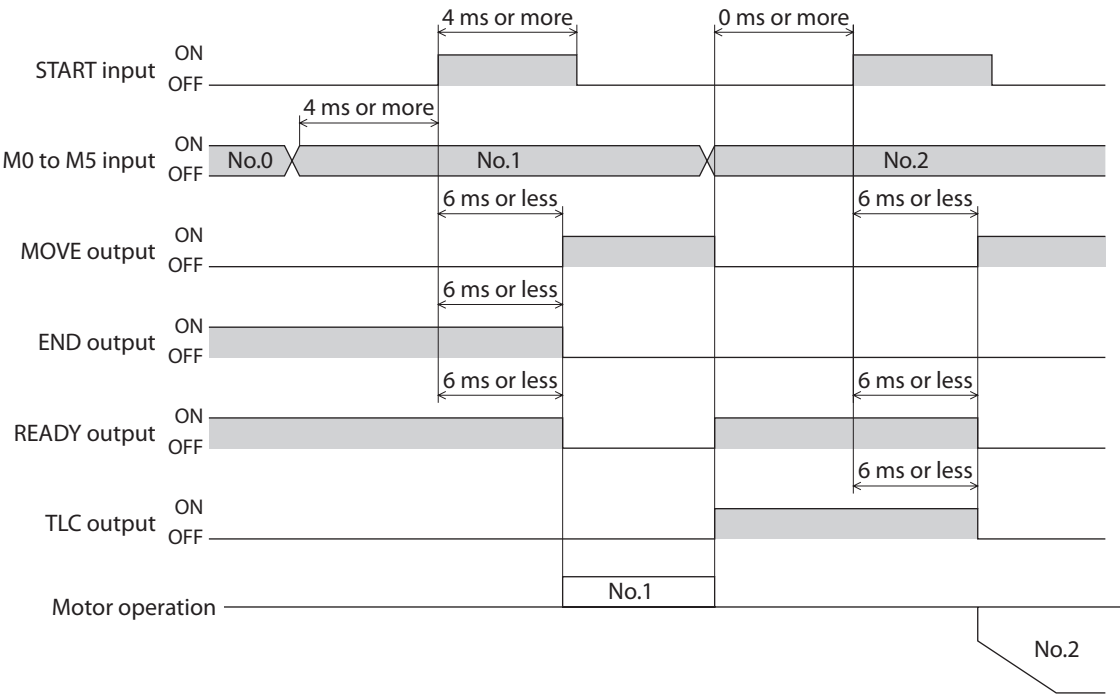 4 ms or more 0 ms or more
START input ON
OFF
4 ms or more
M0 to M5 input ON
OFF No.0 No.1 No.2
6 ms or less 6 ms or less
MOVE output ON
OFF
6 ms or less
END output ON
OFF
6 ms or less 6 ms or less
READY output ON
OFF
6 ms or less
TLC output ON
OFF
No.1
Motor operation
No.2